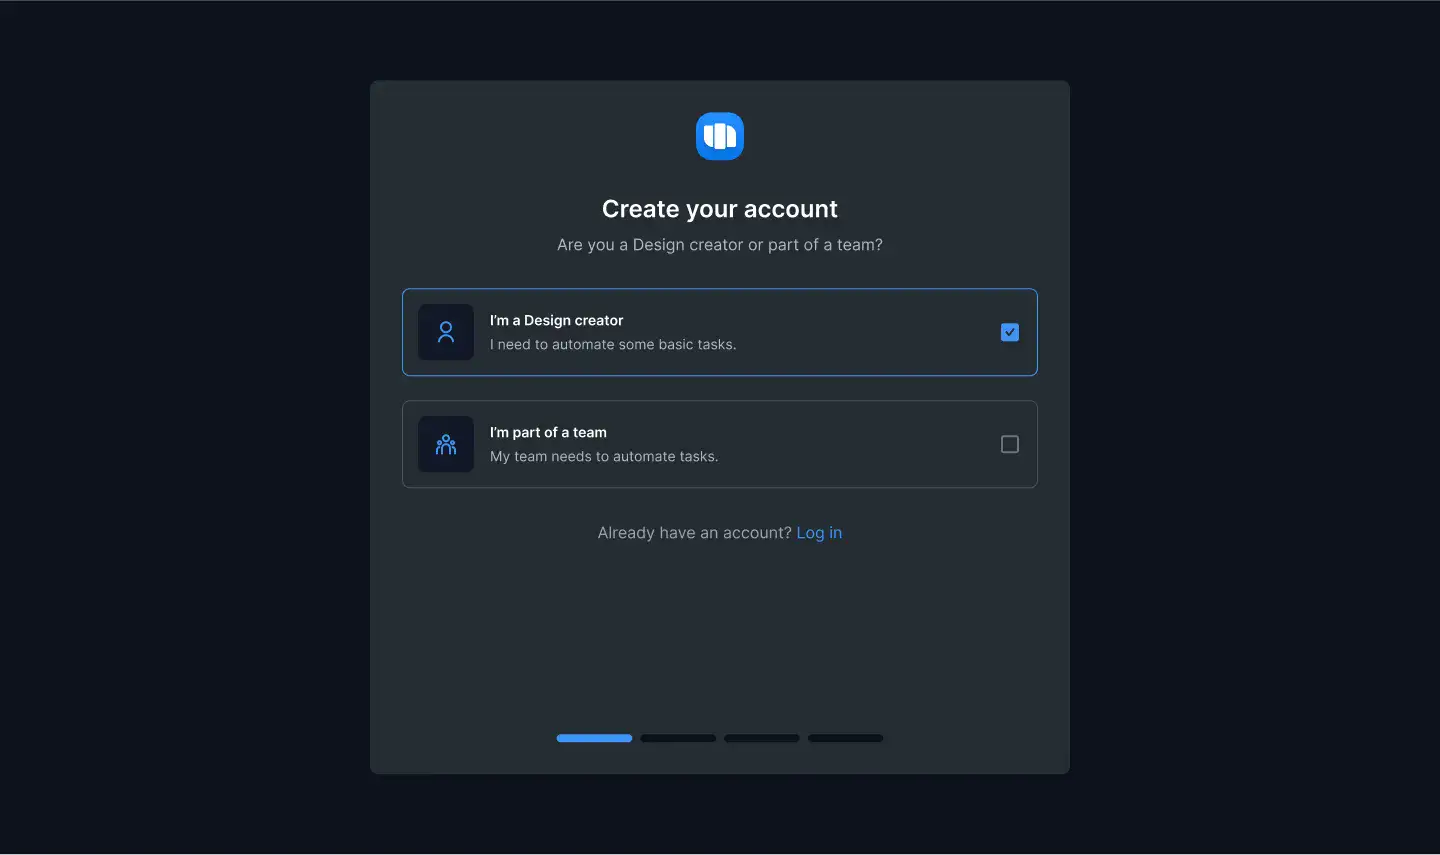 Create your account
Are you a Design creator or part of a team?
I’m a Design creator
I need to automate some basic tasks.
I’m part of a team
My team needs to automate tasks.
Already have an account? Log in